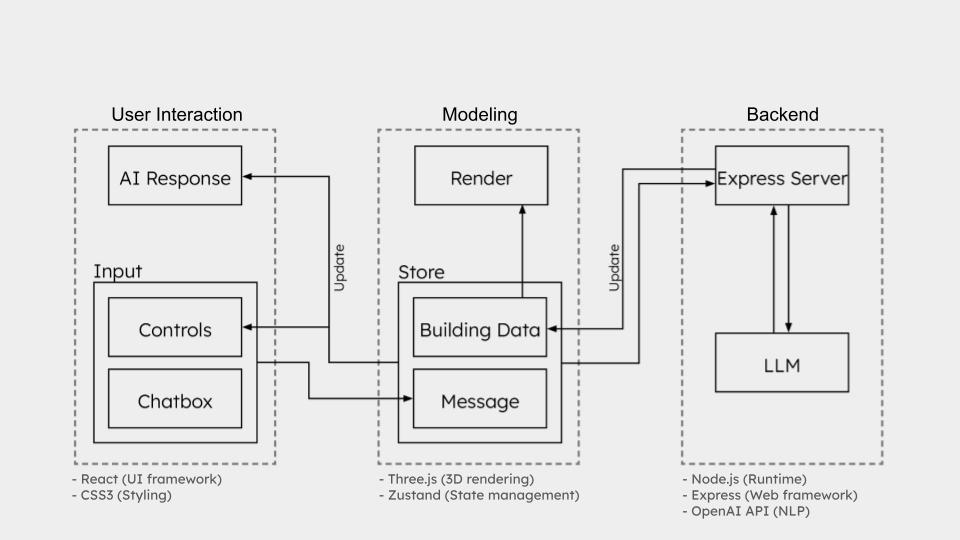 User Interaction
AI Response
Input
Controls
Chatbox
- React (UI framework)
- CSS3 (Styling)
Update
Modeling
Render
Store
Building Data
Message
- Three.js (3D rendering)
- Zustand (State management)
Update
Backend
Express Server
LLM
- Node.js (Runtime)
- Express (Web framework)
- OpenAI API (NLP)